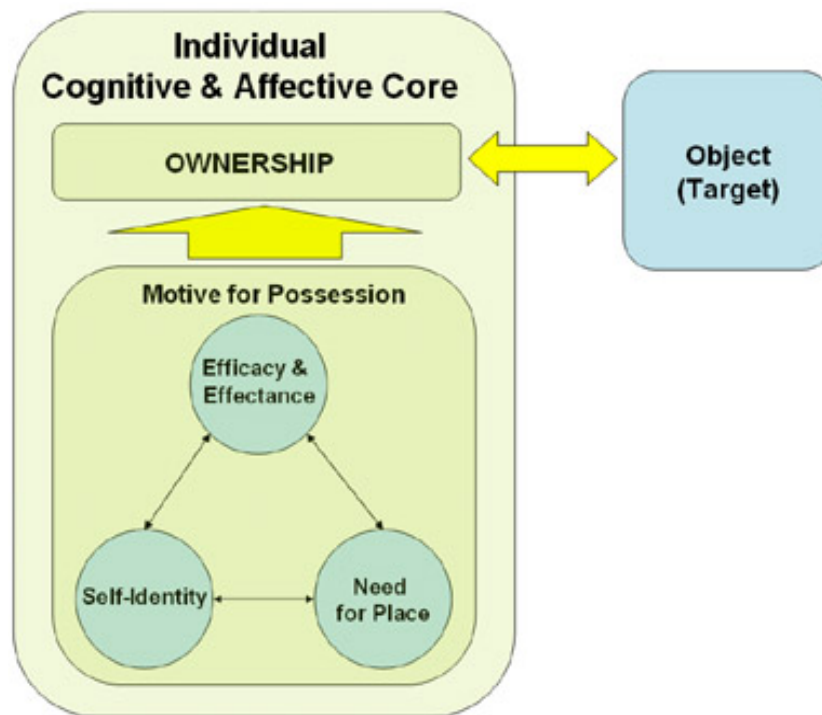 Individual
Cognitive & Affective Core
OWNERSHIP
Object
(Target)
Motive for Possession
Efficacy &
Effectance
Self-Identity
Need
for Place